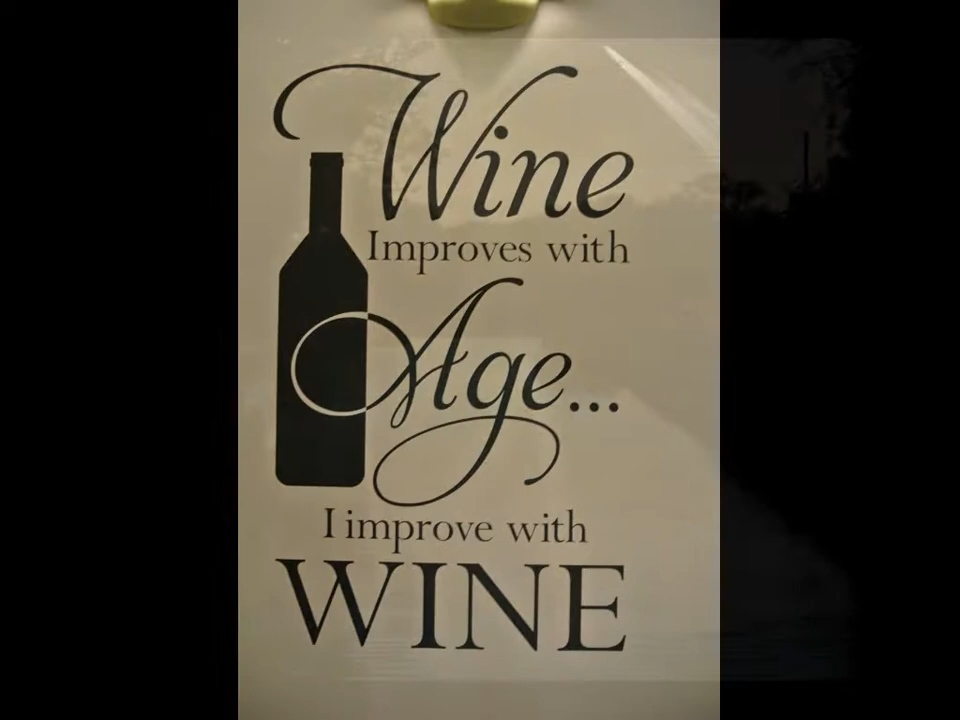 Wine
Improves with
Age...
I improve with
WINE